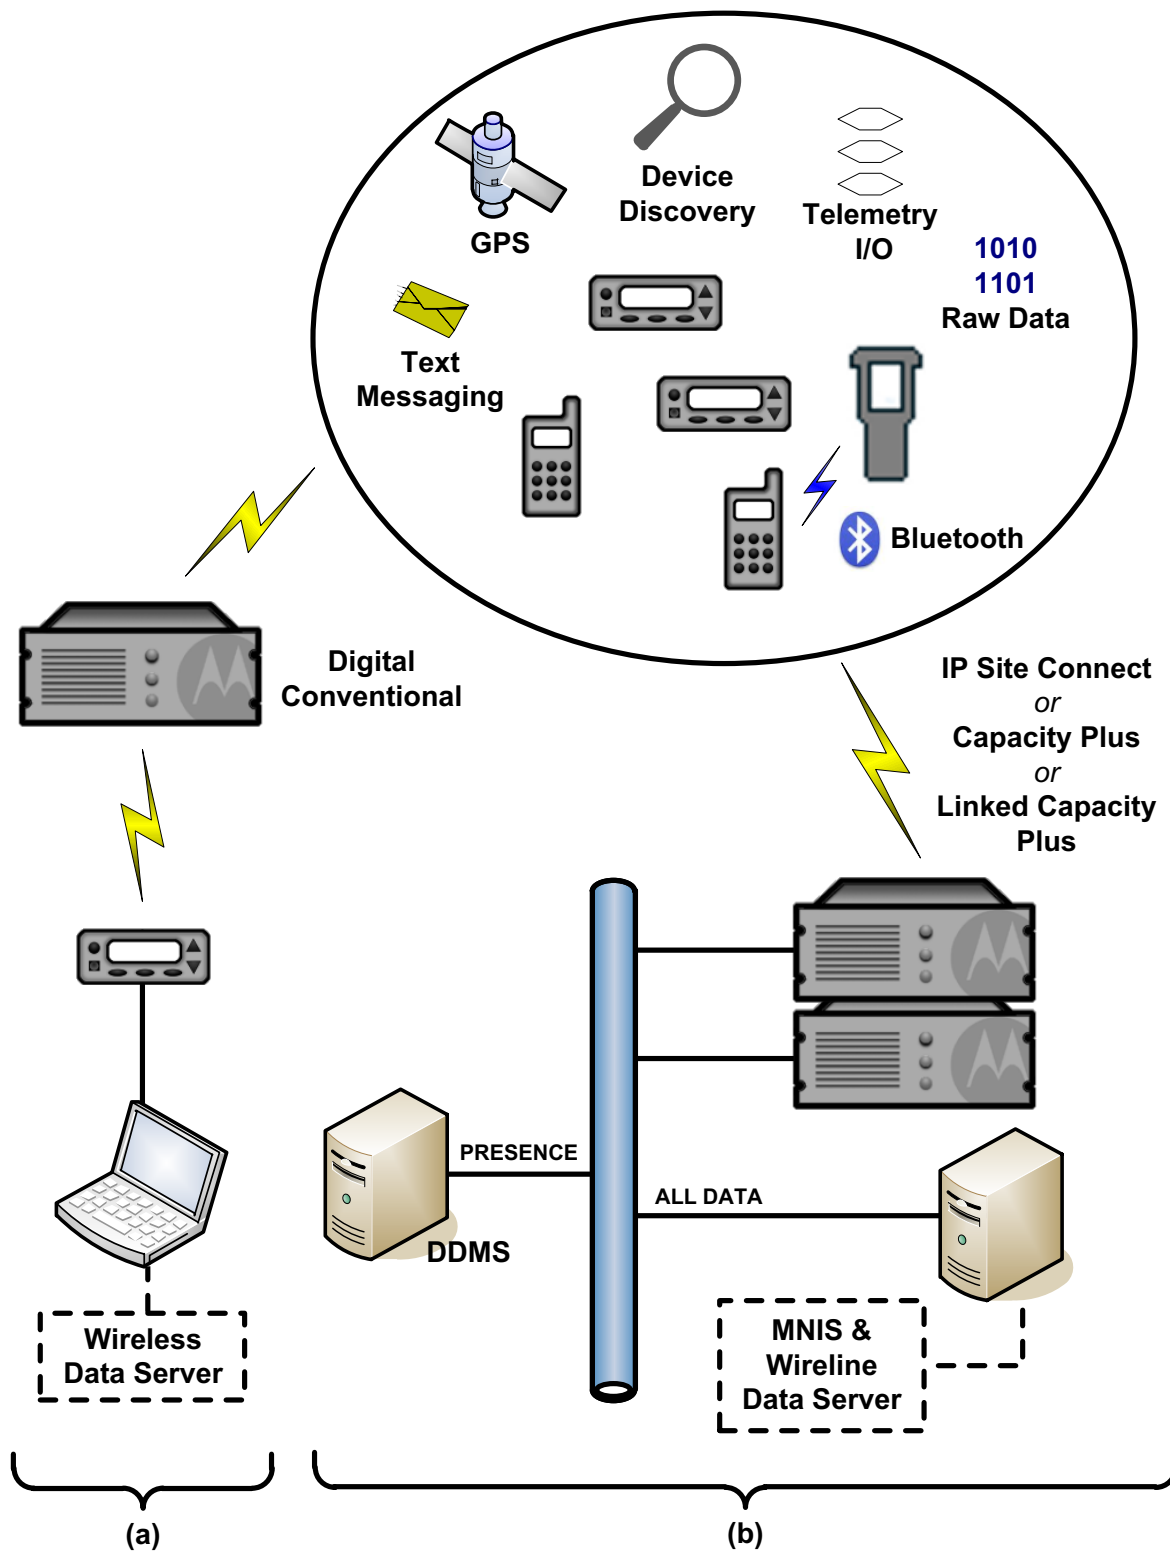 Device
Discovery
GPS
Telemetry
I/O
1010
1101
Raw Data
Text
Messaging
Bluetooth
Digital
Conventional
IP Site Connect
or
Capacity Plus
or
Linked Capacity
Plus
PRESENCE
DDMS
ALL DATA
Wireless
Data Server
MNIS &
Wireline
Data Server
(a)
(b)